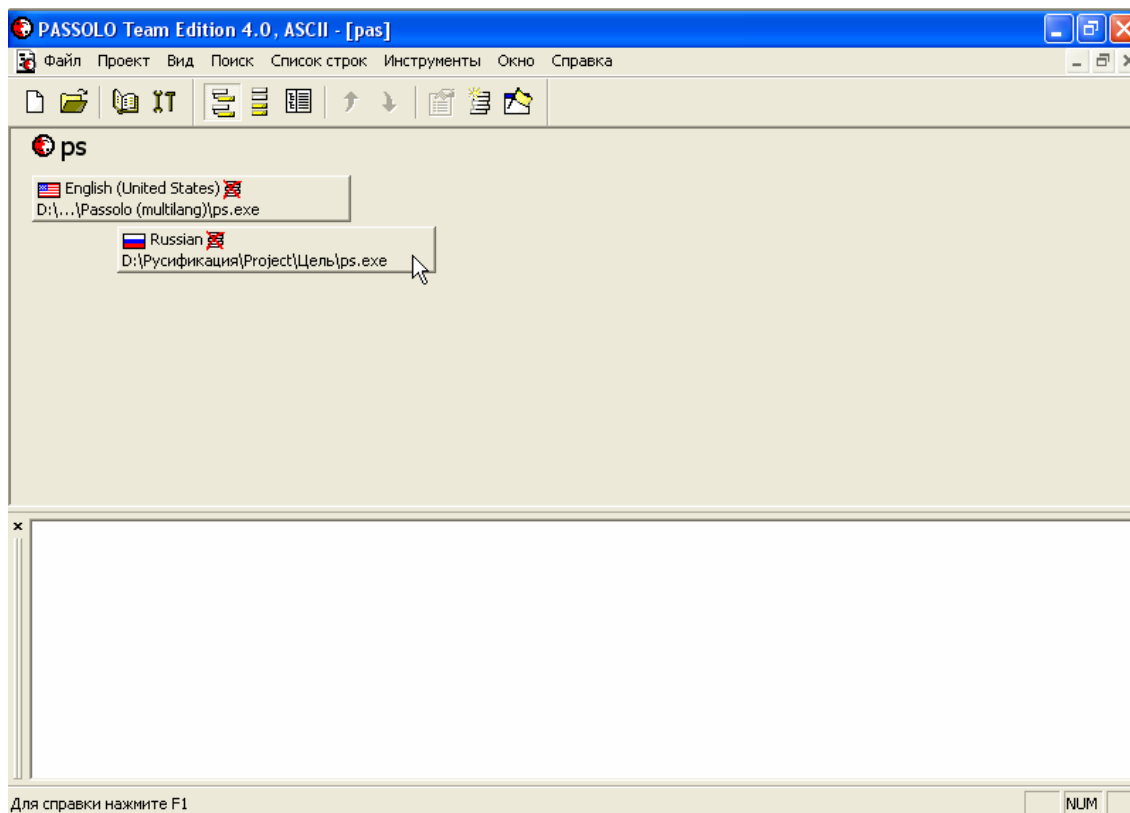 PASSOLO Team Edition 4.0, ASCII - [pas]
Файл Проект Вид Поиск Список строк Инструменты Окно Справка
ps
English (United States)
D:\...\Passolo (multilang)\ps.exe
Russian
D:\Русификация\Project\Цель\ps.exe
Для справки нажмите F1
NUM